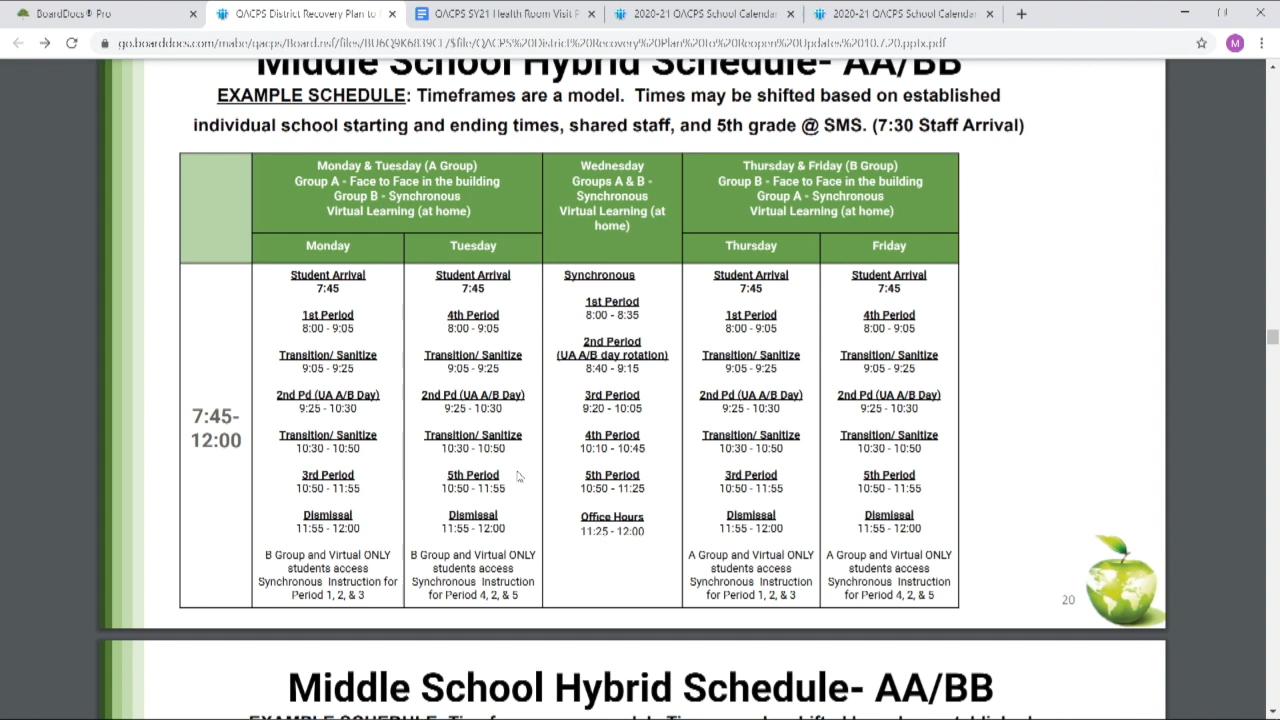 BoardDocs® Pro
QACPS District Recovery Plan to
QACPS SY21 Health Room Visit F
2020-21 QACPS School Calendar
2020-21 QACPS School Calendar
M
Middle School Hybrid Schedule- AA/BB
EXAMPLE SCHEDULE: Timeframes are a model. Times may be shifted based on established
individual school starting and ending times, shared staff, and 5th grade @ SMS. (7:30 Staff Arrival)
Monday & Tuesday (A Group)
Group A - Face to Face in the building
Group B - Synchronous
Virtual Learning (at home)
Wednesday
Groups A & B -
Synchronous
Virtual Learning (at
home)
Thursday & Friday (B Group)
Group B - Face to Face in the building
Group A - Synchronous
Virtual Learning (at home)
Monday
Tuesday
Thursday
Friday
7:45-
12:00
Student Arrival
7:45
1st Period
8:00 - 9:05
Transition/ Sanitize
9:05 - 9:25
2nd Pd (UA A/B Day)
9:25 - 10:30
Transition/ Sanitize
10:30 - 10:50
3rd Period
10:50 - 11:55
Dismissal
11:55 - 12:00
B Group and Virtual ONLY
students access
Synchronous Instruction for
Period 1, 2, & 3
Student Arrival
7:45
4th Period
8:00 - 9:05
Transition/ Sanitize
9:05 - 9:25
2nd Pd (UA A/B Day)
9:25 - 10:30
Transition/ Sanitize
10:30 - 10:50
5th Period
10:50 - 11:55
Dismissal
11:55 - 12:00
B Group and Virtual ONLY
students access
Synchronous Instruction
for Period 4, 2, & 5
Synchronous
1st Period
8:00 - 8:35
2nd Period
(UA A/B day rotation)
8:40 - 9:15
3rd Period
9:20 - 10:05
4th Period
10:10 - 10:45
5th Period
10:50 - 11:25
Office Hours
11:25 - 12:00
Student Arrival
7:45
1st Period
8:00 - 9:05
Transition/ Sanitize
9:05 - 9:25
2nd Pd (UA A/B Day)
9:25 - 10:30
Transition/ Sanitize
10:30 - 10:50
3rd Period
10:50 - 11:55
Dismissal
11:55 - 12:00
A Group and Virtual ONLY
students access
Synchronous Instruction
for Period 1, 2, & 3
Student Arrival
7:45
4th Period
8:00 - 9:05
Transition/ Sanitize
9:05 - 9:25
2nd Pd (UA A/B Day)
9:25 - 10:30
Transition/ Sanitize
10:30 - 10:50
5th Period
10:50 - 11:55
Dismissal
11:55 - 12:00
A Group and Virtual ONLY
students access
Synchronous Instruction
for Period 4, 2, & 5
20
Middle School Hybrid Schedule- AA/BB